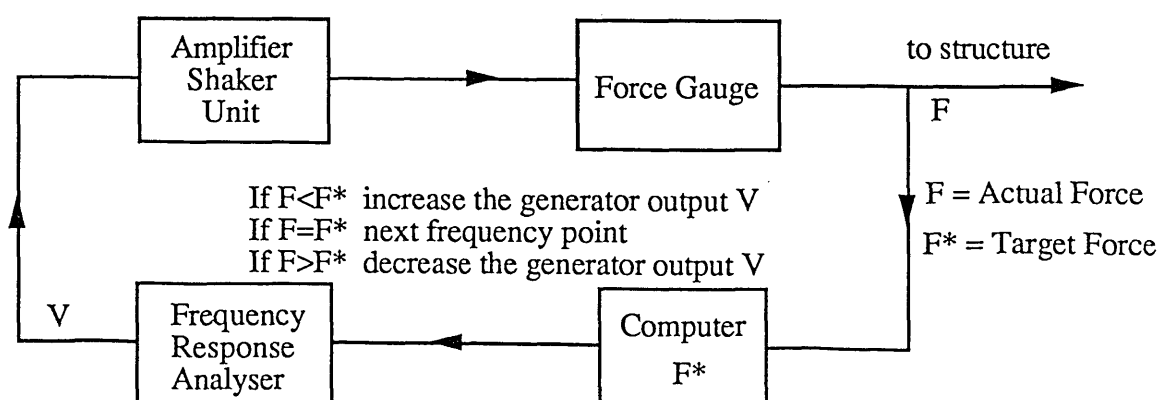 Amplifier
Shaker
Unit
Force Gauge
to structure
F
If F<F* increase the generator output V
If F=F* next frequency point
If F>F* decrease the generator output V
F = Actual Force
F* = Target Force
V
Frequency
Response
Analyser
Computer
F*